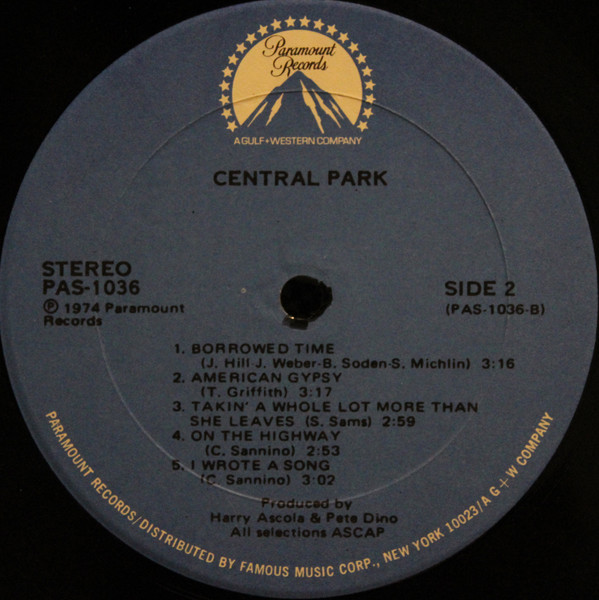 Paramount
Records
A GULF+WESTERN COMPANY
CENTRAL PARK
STEREO
PAS-1036
℗ 1974 Paramount
Records
SIDE 2
(PAS-1036-B)
1. BORROWED TIME
(J. Hill-J. Weber-B. Soden-S. Michlin) 3:16
2. AMERICAN GYPSY
(T. Griffith) 3:17
3. TAKIN' A WHOLE LOT MORE THAN
SHE LEAVES (S. Sams) 2:59
4. ON THE HIGHWAY
(C. Sannino) 2:53
5. I WROTE A SONG
(C. Sannino) 3:02
Produced by
Harry Ascola & Pete Dino
All selections ASCAP
PARAMOUNT RECORDS/DISTRIBUTED BY FAMOUS MUSIC CORP., NEW YORK 10023/A G + W COMPANY